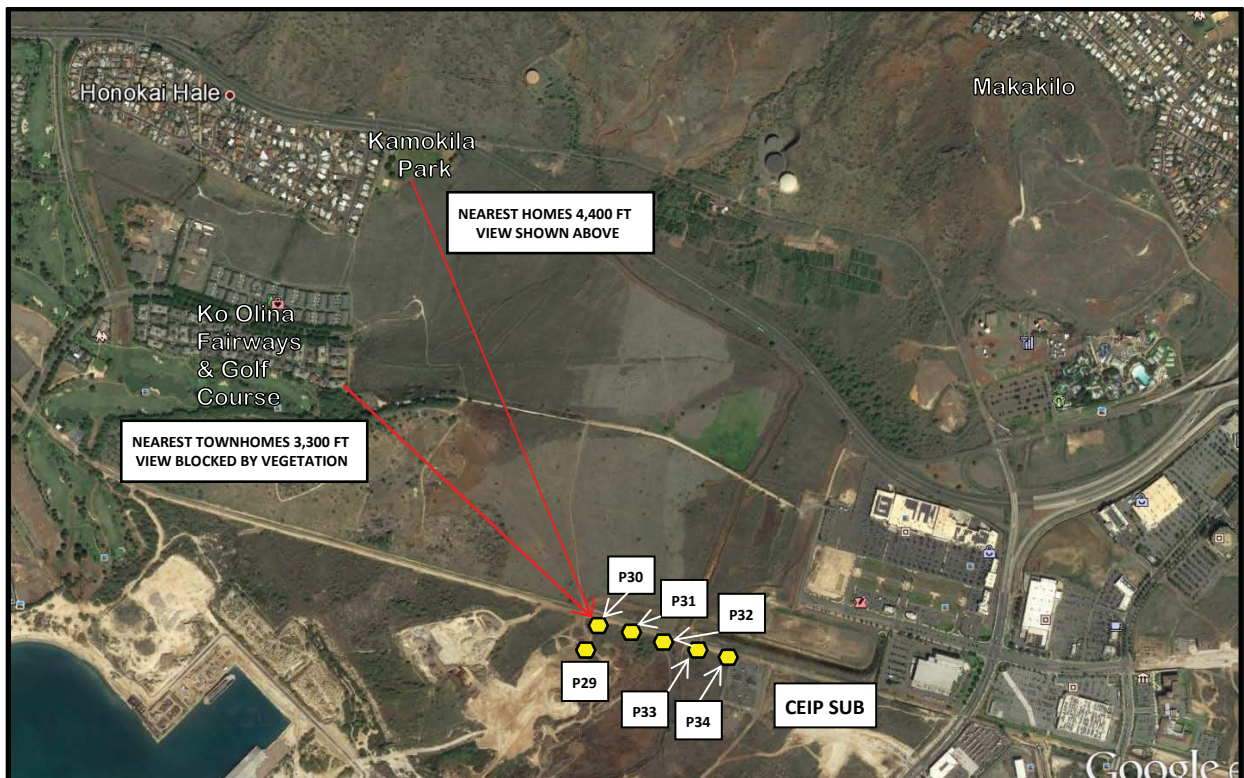 Honokai Hale
Makakilo
Kamokila
Park
NEAREST HOMES 4,400 FT
VIEW SHOWN ABOVE
Ko Olina
Fairways
& Golf
Course
NEAREST TOWNHOMES 3,300 FT
VIEW BLOCKED BY VEGETATION
P30
P31
P32
P29
P33
P34
CEIP SUB
Google e